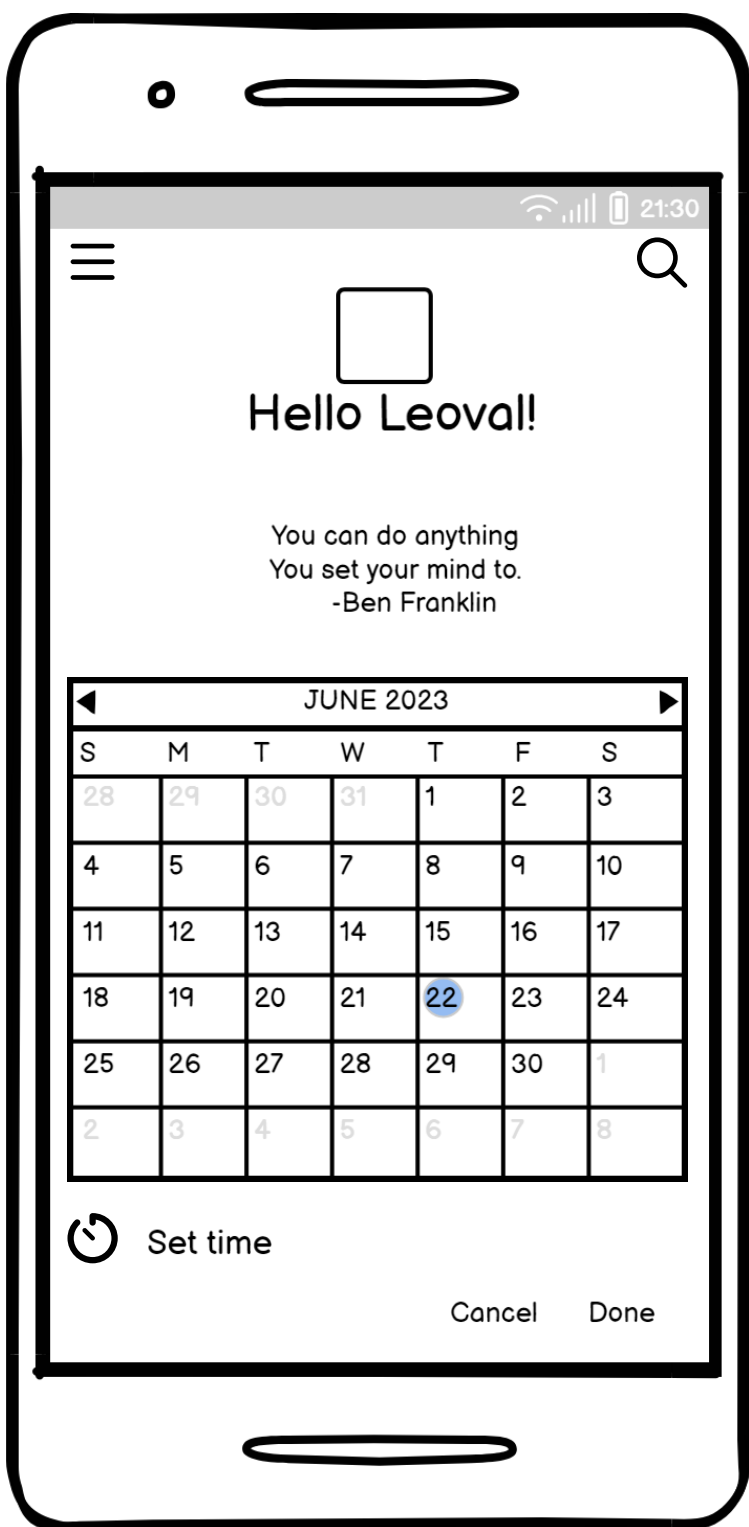 21:30
Hello Leoval!
You can do anything
You set your mind to.
-Ben Franklin
JUNE 2023
S M T W T F S
28 29 30 31 1 2 3
4 5 6 7 8 9 10
11 12 13 14 15 16 17
18 19 20 21 22 23 24
25 26 27 28 29 30 1
2 3 4 5 6 7 8
Set time
Cancel Done